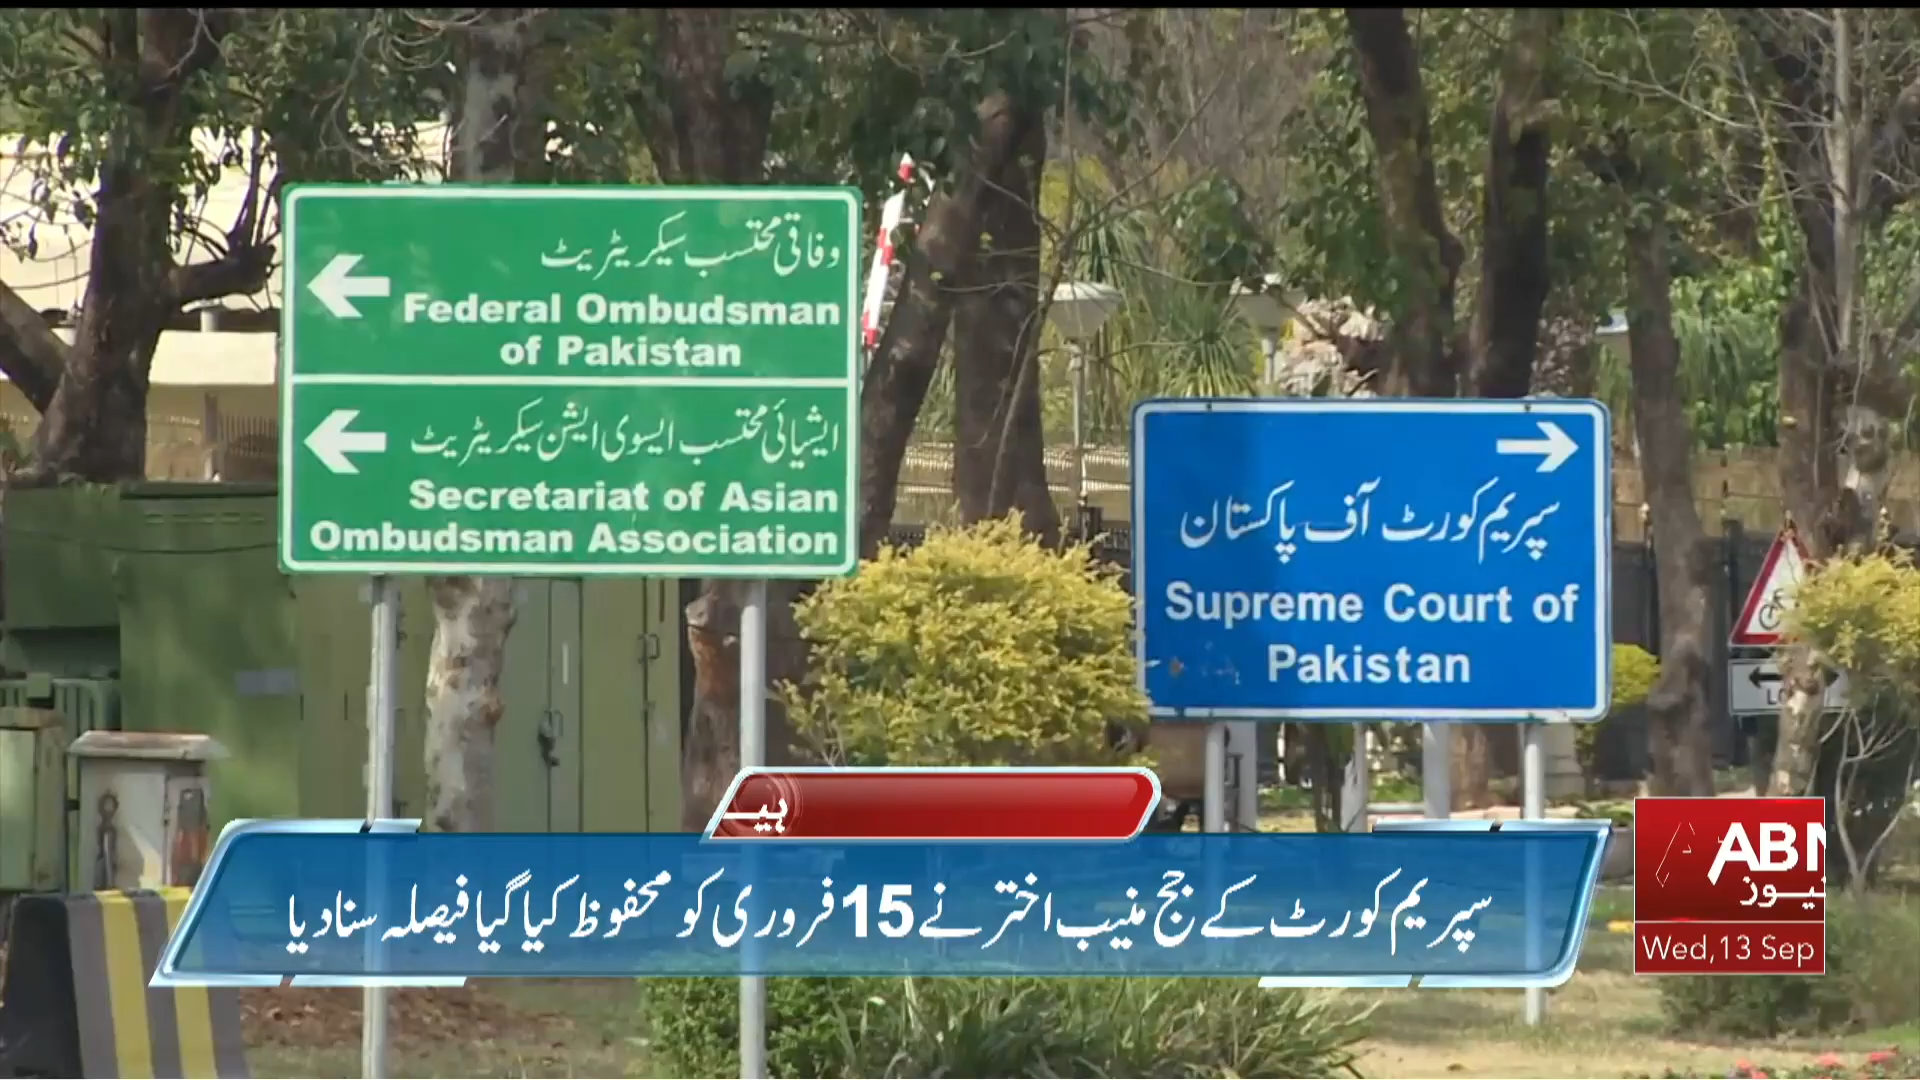 وفاقی محتسب سیکریٹریٹ
Federal Ombudsman
of Pakistan
ایشیائی محتسب ایسوی ایشن سیکریٹریٹ
Secretariat of Asian
Ombudsman Association
سپریم کورٹ آف پاکستان
Supreme Court of
Pakistan
سپریم کورٹ کے جج منیب اختر نے 15 فروری کو محفوظ کیا گیا فیصلہ سنا دیا
ABN
نیوز
Wed,13 Sep